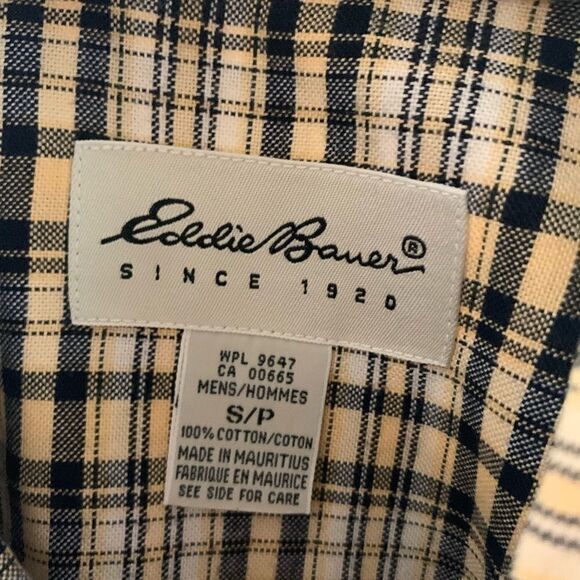 Eddie Bauer®
SINCE 1920
WPL 9647
CA 00665
MENS/HOMMES
S/P
100% COTTON/COTON
MADE IN MAURITIUS
FABRIQUE EN MAURICE
SEE SIDE FOR CARE